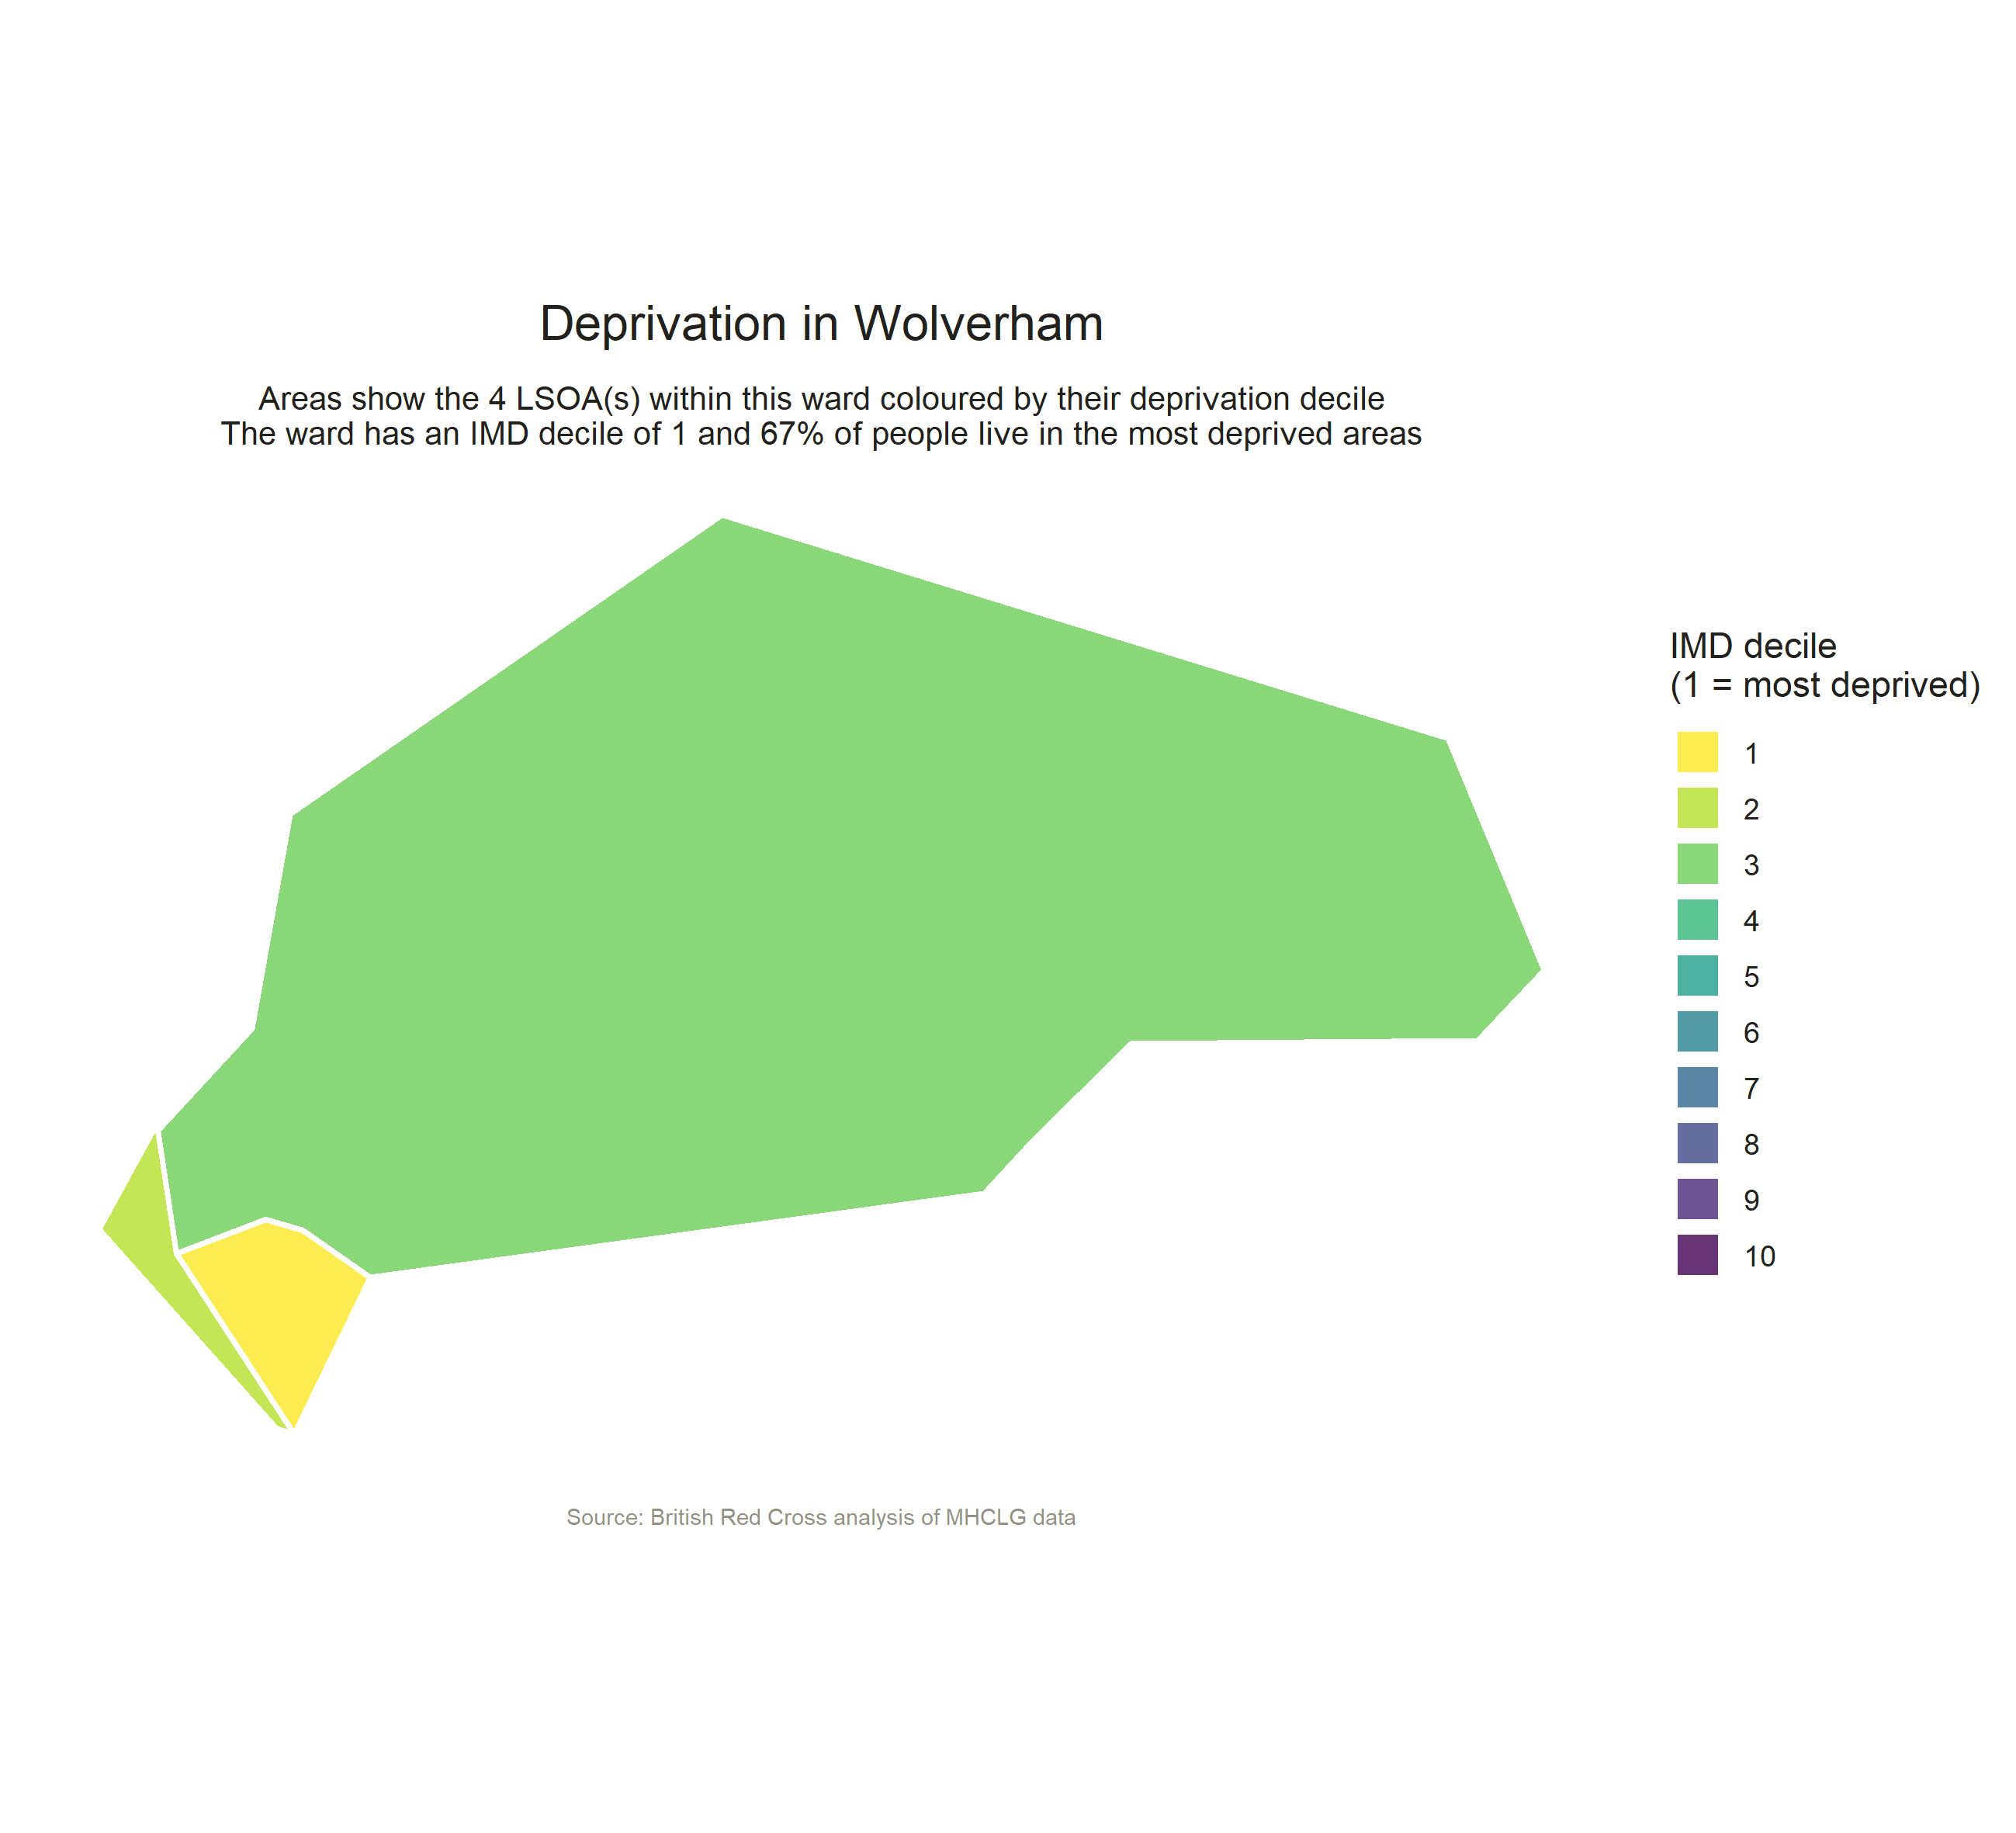 Deprivation in Wolverham
Areas show the 4 LSOA(s) within this ward coloured by their deprivation decile
The ward has an IMD decile of 1 and 67% of people live in the most deprived areas
IMD decile
(1 = most deprived)
1
2
3
4
5
6
7
8
9
10
Source: British Red Cross analysis of MHCLG data